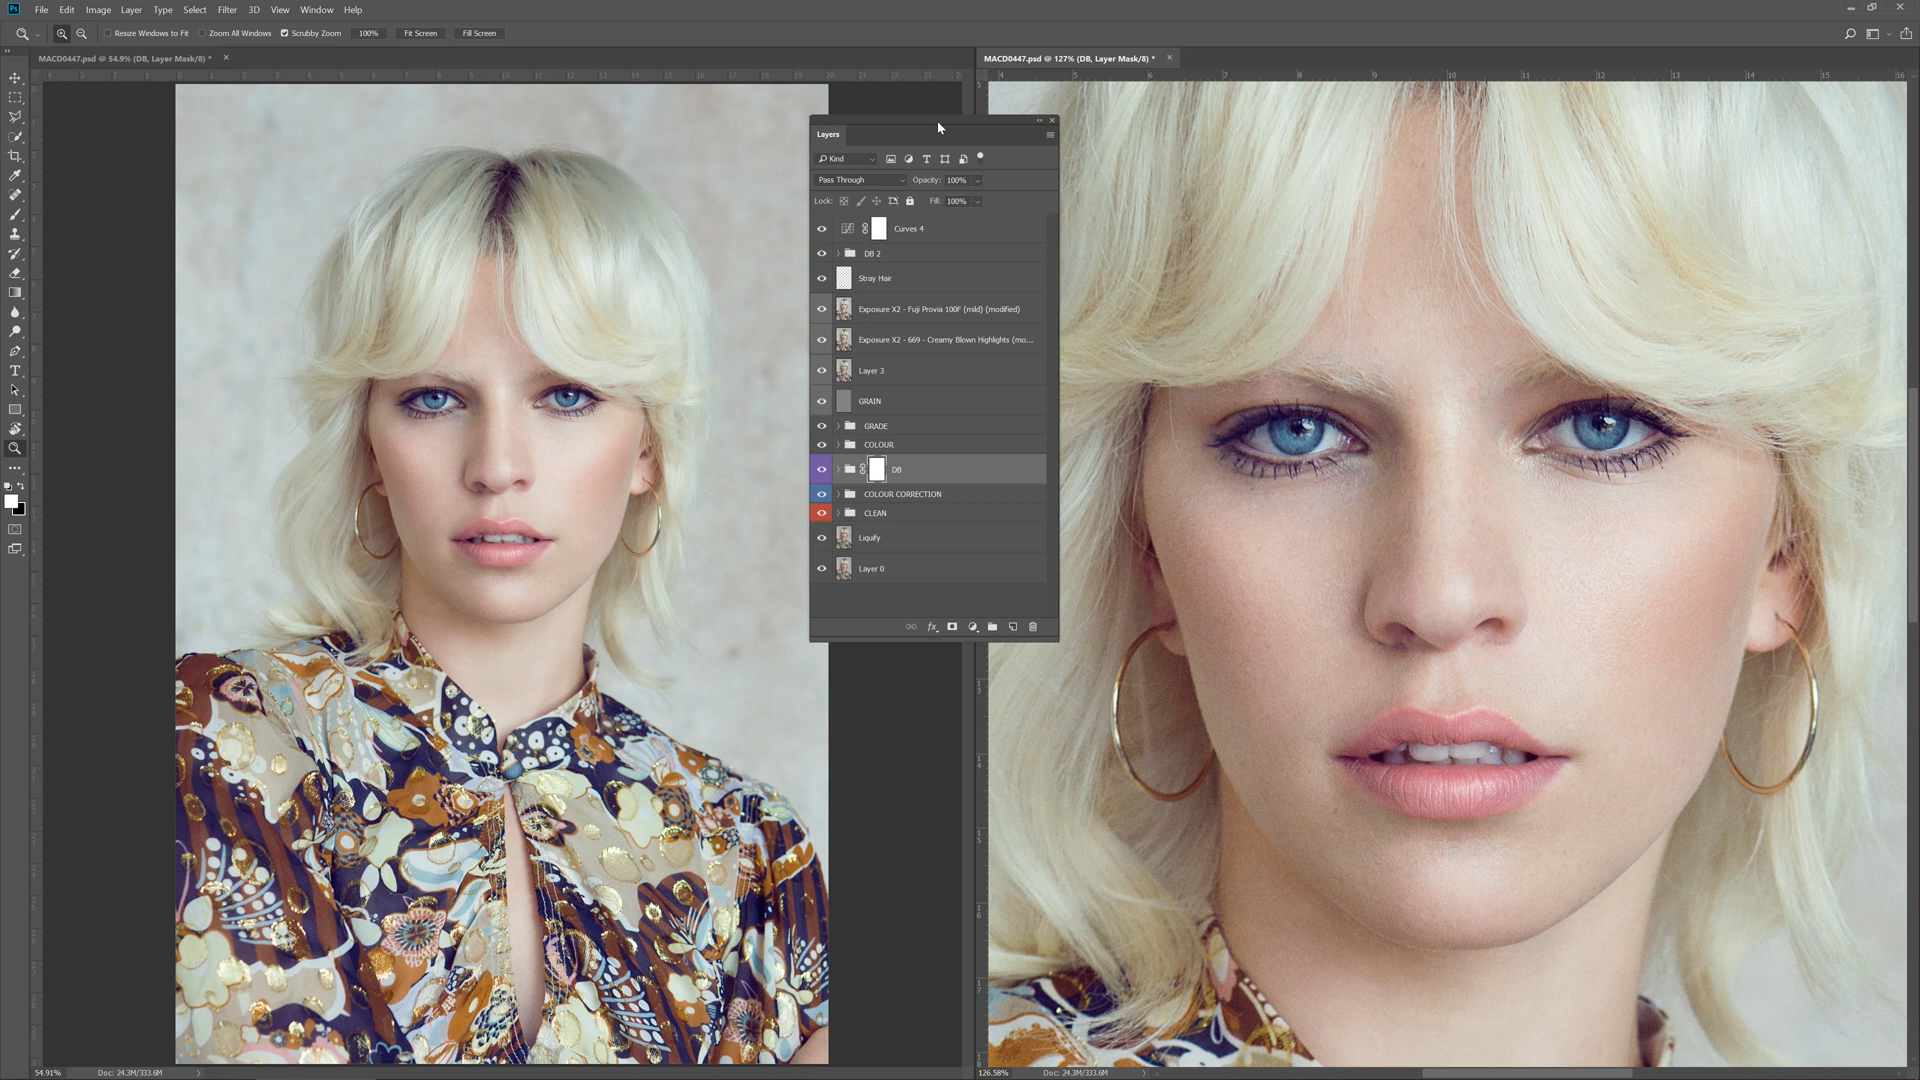 Ps File Edit Image Layer Type Select Filter 3D View Window Help
Resize Windows to Fit Zoom All Windows Scrubby Zoom 100% Fit Screen Fill Screen
MACD0447.psd @ 54.9% (DB, Layer Mask/8) *
MACD0447.psd @ 127% (DB, Layer Mask/8) *
Layers
Kind
Pass Through Opacity: 100%
Lock: Fill: 100%
Curves 4
DB 2
Stray Hair
Exposure X2 - Fuji Provia 100F (mild) (modified)
Exposure X2 - 669 - Creamy Blown Highlights (mo...
Layer 3
GRAIN
GRADE
COLOUR
DB
COLOUR CORRECTION
CLEAN
Liquify
Layer 0
fx
54.91% Doc: 24.3M/333.6M
126.58% Doc: 24.3M/333.6M